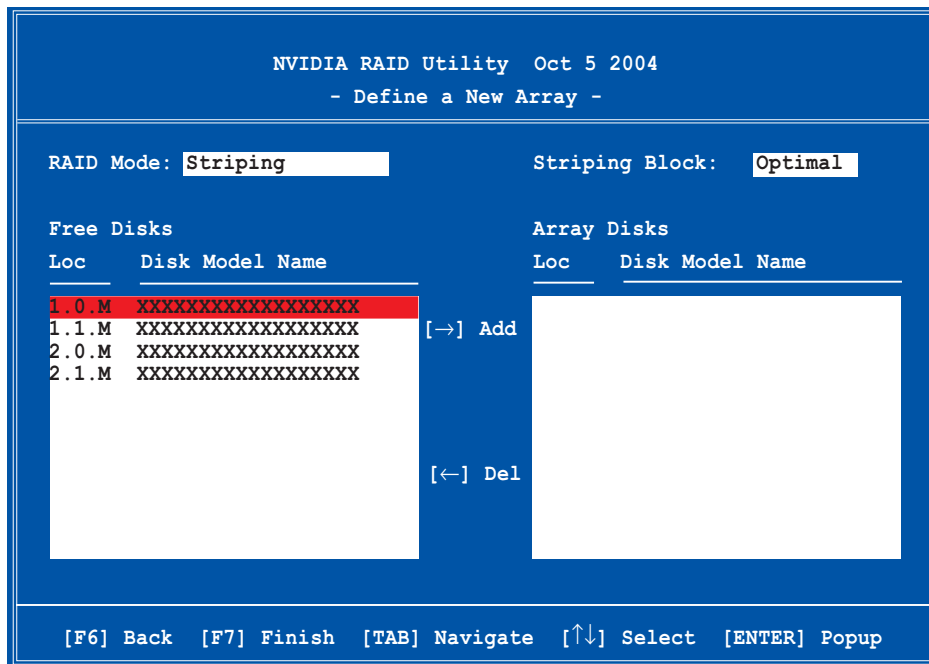 NVIDIA RAID Utility  Oct 5 2004
- Define a New Array -
RAID Mode: Striping
Striping Block: Optimal
Free Disks
Array Disks
Loc Disk Model Name
Loc Disk Model Name
1.0.M XXXXXXXXXXXXXXXXXX
1.1.M XXXXXXXXXXXXXXXXXX
2.0.M XXXXXXXXXXXXXXXXXX
2.1.M XXXXXXXXXXXXXXXXXX
[→] Add
[←] Del
[F6] Back [F7] Finish [TAB] Navigate [↑↓] Select [ENTER] Popup